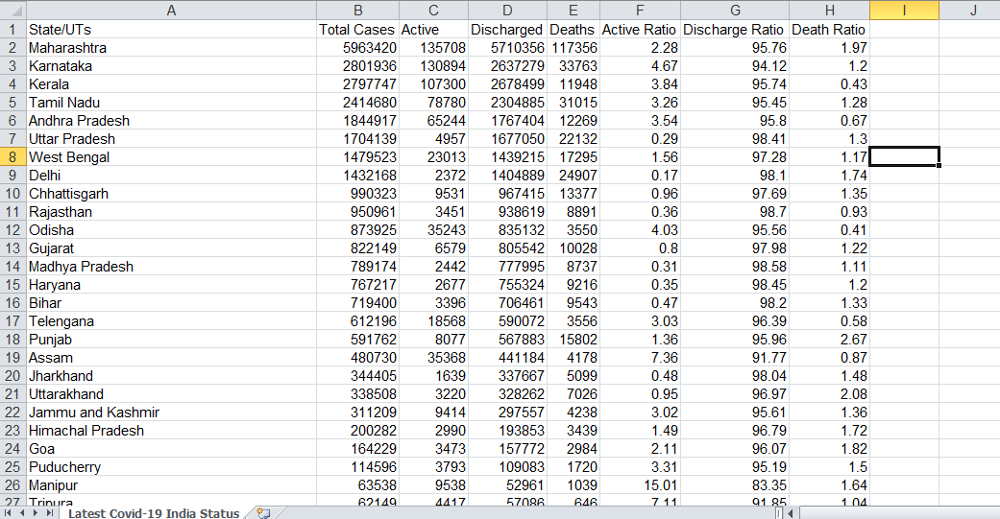 A B C D E F G H I J
1 State/UTs Total Cases Active Discharged Deaths Active Ratio Discharge Ratio Death Ratio
2 Maharashtra 5963420 135708 5710356 117356 2.28 95.76 1.97
3 Karnataka 2801936 130894 2637279 33763 4.67 94.12 1.2
4 Kerala 2797747 107300 2678499 11948 3.84 95.74 0.43
5 Tamil Nadu 2414680 78780 2304885 31015 3.26 95.45 1.28
6 Andhra Pradesh 1844917 65244 1767404 12269 3.54 95.8 0.67
7 Uttar Pradesh 1704139 4957 1677050 22132 0.29 98.41 1.3
8 West Bengal 1479523 23013 1439215 17295 1.56 97.28 1.17
9 Delhi 1432168 2372 1404889 24907 0.17 98.1 1.74
10 Chhattisgarh 990323 9531 967415 13377 0.96 97.69 1.35
11 Rajasthan 950961 3451 938619 8891 0.36 98.7 0.93
12 Odisha 873925 35243 835132 3550 4.03 95.56 0.41
13 Gujarat 822149 6579 805542 10028 0.8 97.98 1.22
14 Madhya Pradesh 789174 2442 777995 8737 0.31 98.58 1.11
15 Haryana 767217 2677 755324 9216 0.35 98.45 1.2
16 Bihar 719400 3396 706461 9543 0.47 98.2 1.33
17 Telengana 612196 18568 590072 3556 3.03 96.39 0.58
18 Punjab 591762 8077 567883 15802 1.36 95.96 2.67
19 Assam 480730 35368 441184 4178 7.36 91.77 0.87
20 Jharkhand 344405 1639 337667 5099 0.48 98.04 1.48
21 Uttarakhand 338508 3220 328262 7026 0.95 96.97 2.08
22 Jammu and Kashmir 311209 9414 297557 4238 3.02 95.61 1.36
23 Himachal Pradesh 200282 2990 193853 3439 1.49 96.79 1.72
24 Goa 164229 3473 157772 2984 2.11 96.07 1.82
25 Puducherry 114596 3793 109083 1720 3.31 95.19 1.5
26 Manipur 63538 9538 52961 1039 15.01 83.35 1.64
27 Tripura 62149 4417 57086 646 7.11 91.85 1.04
Latest Covid-19 India Status